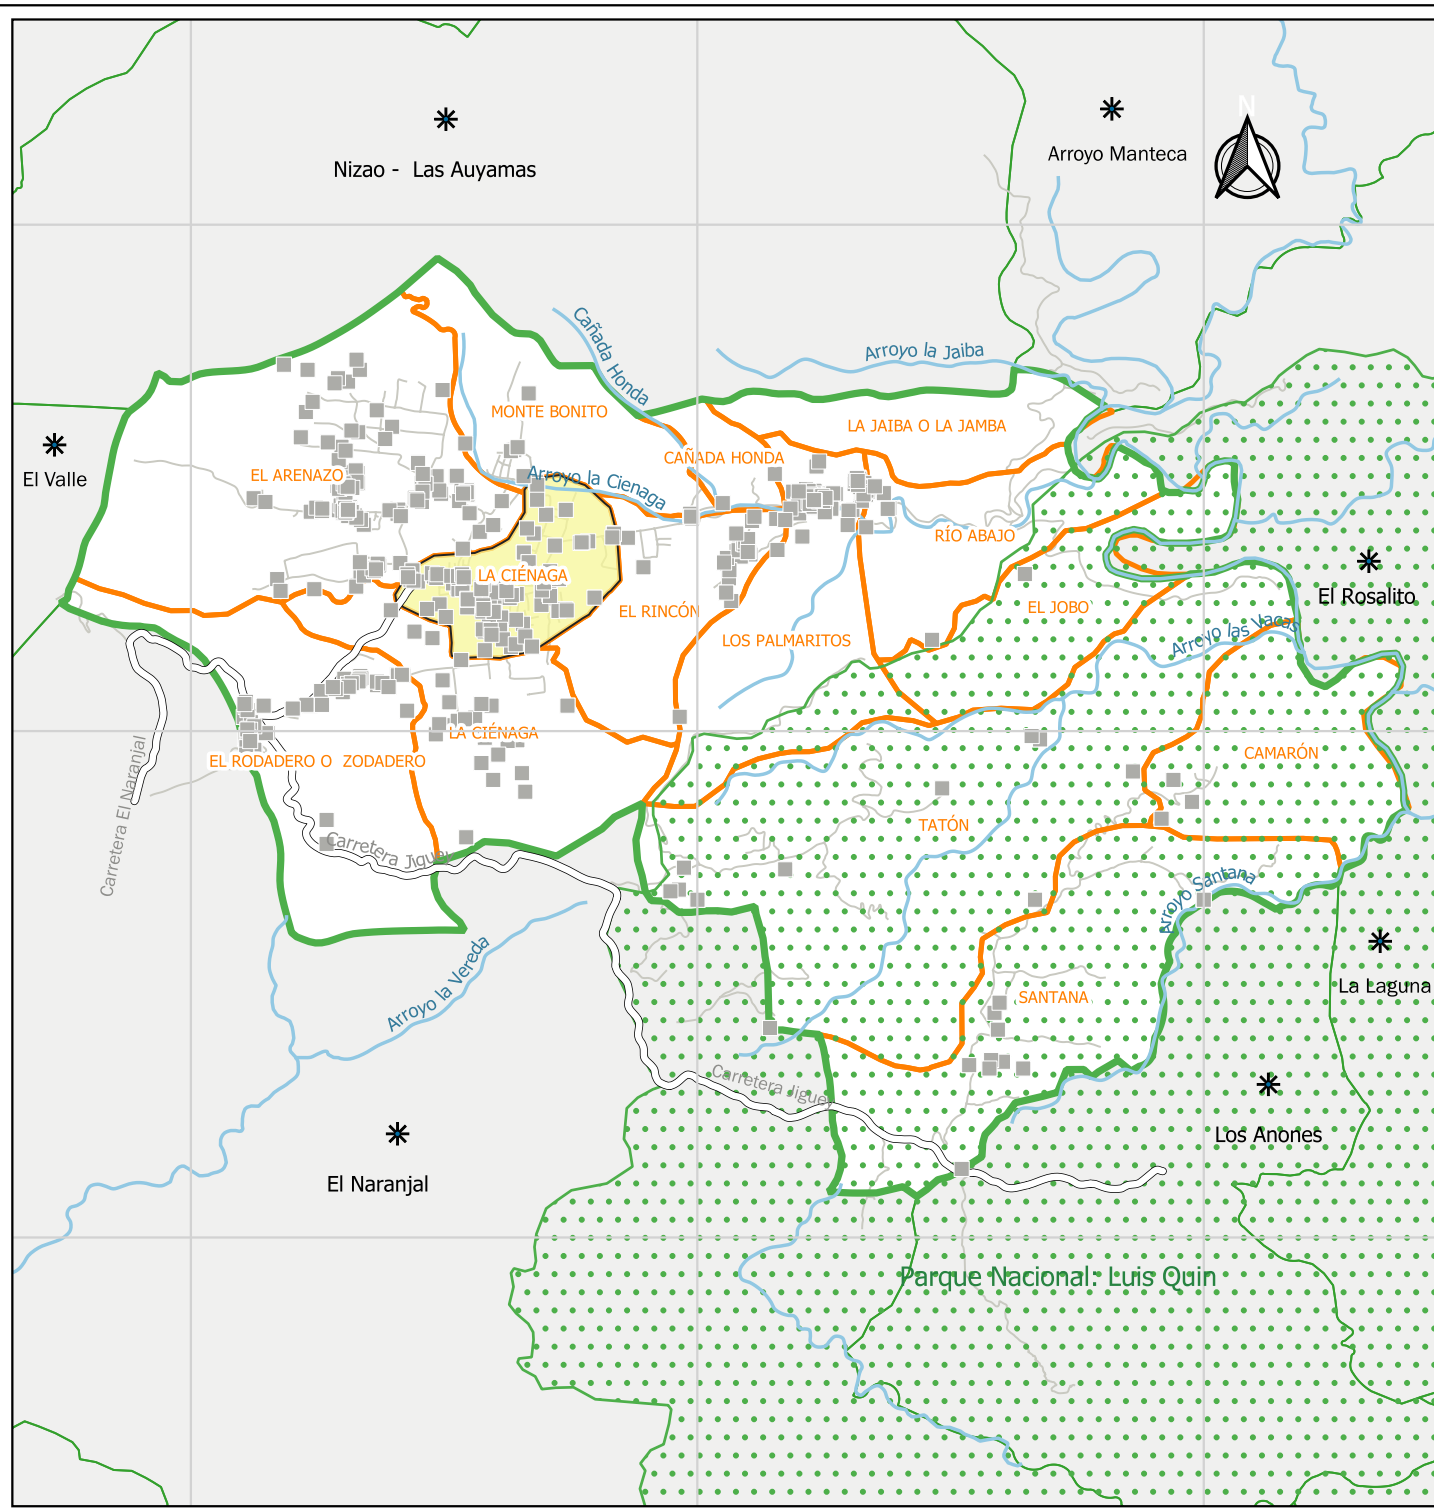 N
Arroyo Manteca
Nizao - Las Auyamas
Cañada Honda
Arroyo la Jaiba
MONTE BONITO
LA JAIBA O LA JAMBA
CAÑADA HONDA
EL ARENAZO
Arroyo la Cienaga
El Valle
RÍO ABAJO
LA CIÉNAGA
El Rosalito
EL RINCÓN
EL JOBO
LOS PALMARITOS
Arroyo las Vacas
LA CIÉNAGA
EL RODADERO O ZODADERO
CAMARÓN
Carretera El Naranjal
TATÓN
Carretera Jiguey
Arroyo Santana
Arroyo la Vereda
La Laguna
SANTANA
Carretera Jiguey
Los Anones
El Naranjal
Parque Nacional: Luis Quin